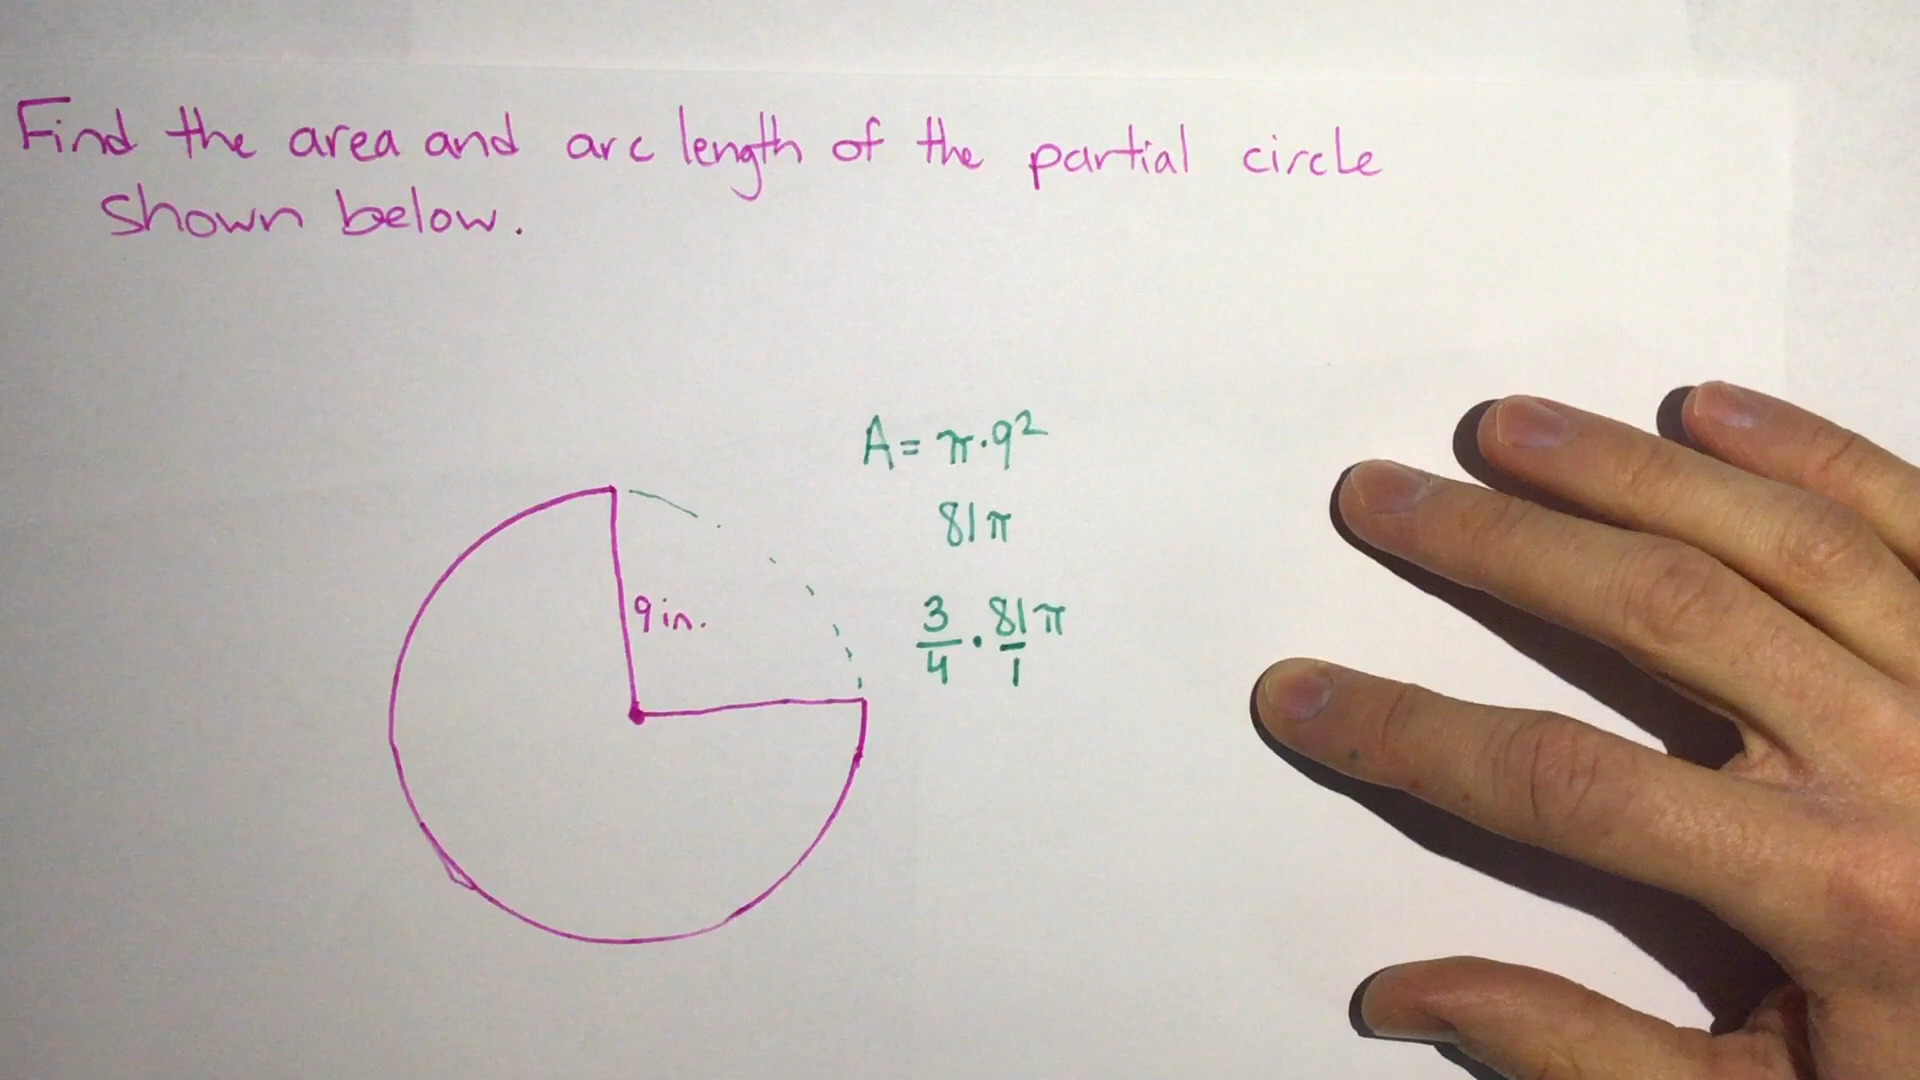 Find the area and arc length of the partial circle
shown below.
A = π·9²
81π
9 in.
3/4 · 81π/1